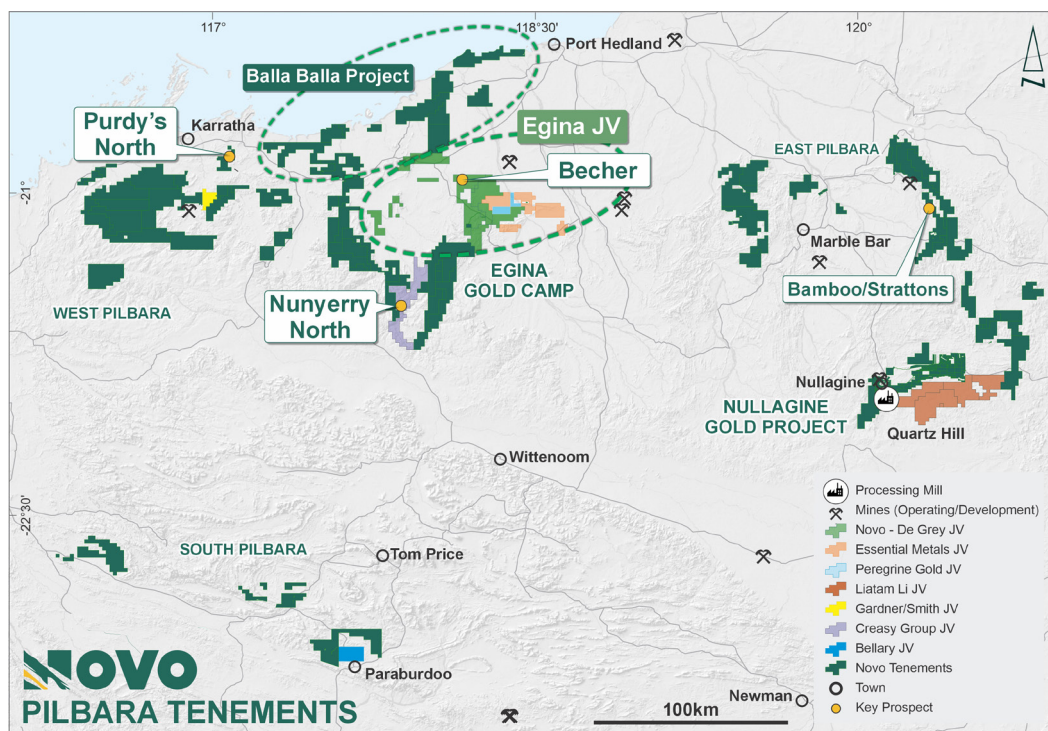 117°
118°30'
120°
Port Hedland
Balla Balla Project
Z
Purdy's
North
Karratha
Egina JV
EAST PILBARA
Becher
-21°
Marble Bar
EGINA
GOLD CAMP
Bamboo/Strattons
WEST PILBARA
Nunyerry
North
Nullagine
NULLAGINE
GOLD PROJECT
Quartz Hill
Wittenoom
-22°30'
SOUTH PILBARA
Tom Price
Paraburdoo
Newman
Processing Mill
Mines (Operating/Development)
Novo - De Grey JV
Essential Metals JV
Peregrine Gold JV
Liatam Li JV
Gardner/Smith JV
Creasy Group JV
Bellary JV
Novo Tenements
Town
Key Prospect
NOVO
PILBARA TENEMENTS
100km